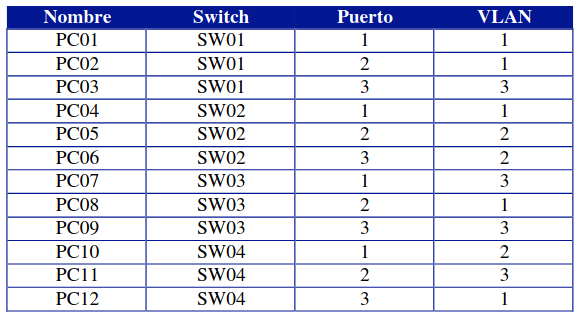 Nombre Switch Puerto VLAN
PC01 SW01 1 1
PC02 SW01 2 1
PC03 SW01 3 3
PC04 SW02 1 1
PC05 SW02 2 2
PC06 SW02 3 2
PC07 SW03 1 3
PC08 SW03 2 1
PC09 SW03 3 3
PC10 SW04 1 2
PC11 SW04 2 3
PC12 SW04 3 1